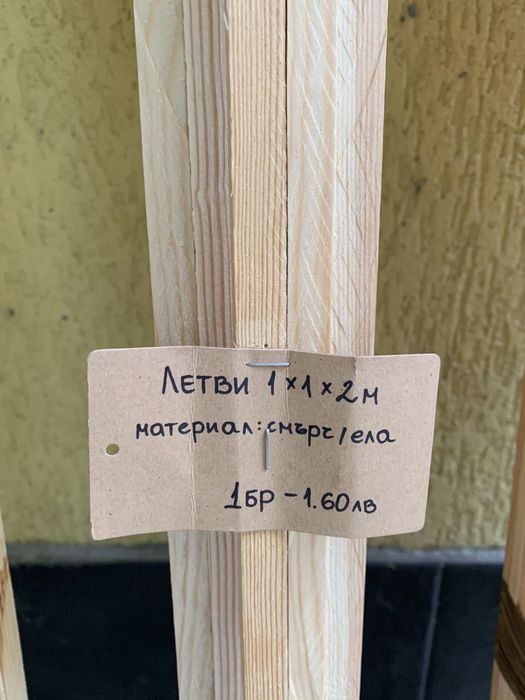 Летви 1×1×2м
материал: смърч/ела
1бр - 1.60лв